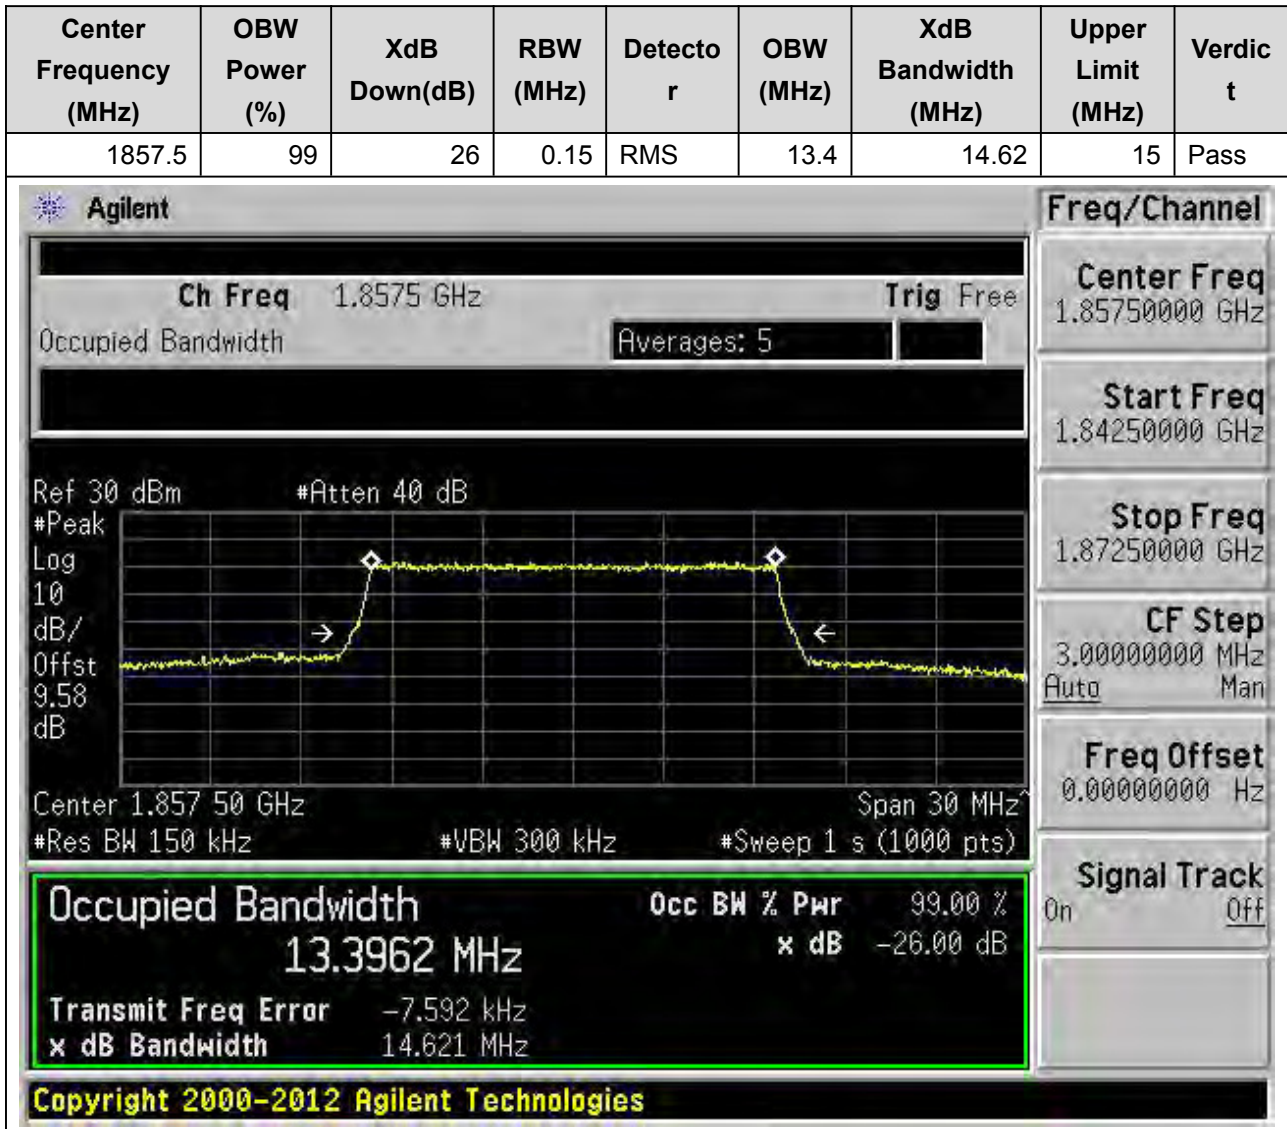 Center Frequency (MHz) OBW Power (%) XdB Down(dB) RBW (MHz) Detecto r OBW (MHz) XdB Bandwidth (MHz) Upper Limit (MHz) Verdic t
1857.5 99 26 0.15 RMS 13.4 14.62 15 Pass
Agilent
Freq/Channel
Ch Freq 1.8575 GHz Trig Free
Occupied Bandwidth Averages: 5
Center Freq
1.85750000 GHz
Start Freq
1.84250000 GHz
Stop Freq
1.87250000 GHz
CF Step
3.00000000 MHz
Auto Man
Freq Offset
0.00000000 Hz
Signal Track
On Off
Ref 30 dBm #Atten 40 dB
#Peak
Log
10
dB/
Offst
9.58
dB
Center 1.857 50 GHz Span 30 MHz^
#Res BW 150 kHz #VBW 300 kHz #Sweep 1 s (1000 pts)
Occupied Bandwidth
13.3962 MHz
Occ BW % Pwr 99.00 %
x dB -26.00 dB
Transmit Freq Error -7.592 kHz
x dB Bandwidth 14.621 MHz
Copyright 2000-2012 Agilent Technologies